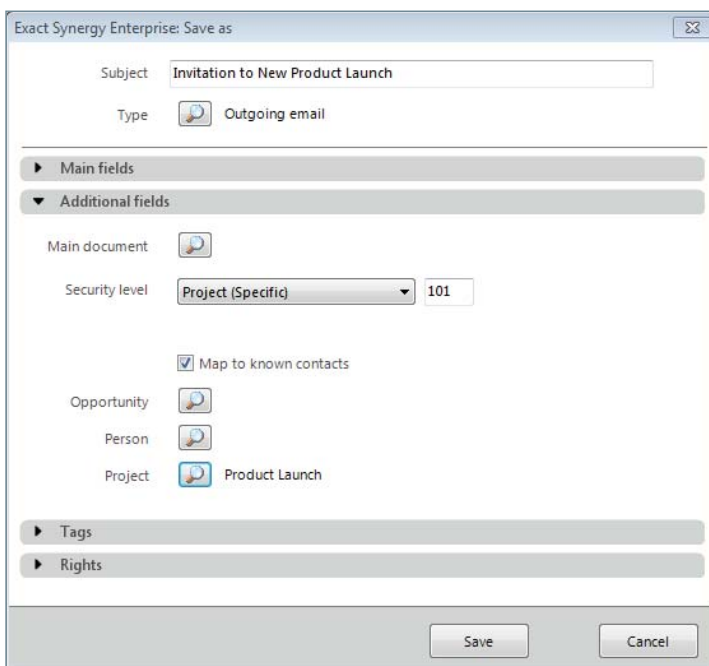 Exact Synergy Enterprise: Save as
Subject Invitation to New Product Launch
Type Outgoing email
Main fields
Additional fields
Main document
Security level Project (Specific) 101
Map to known contacts
Opportunity
Person
Project Product Launch
Tags
Rights
Save Cancel